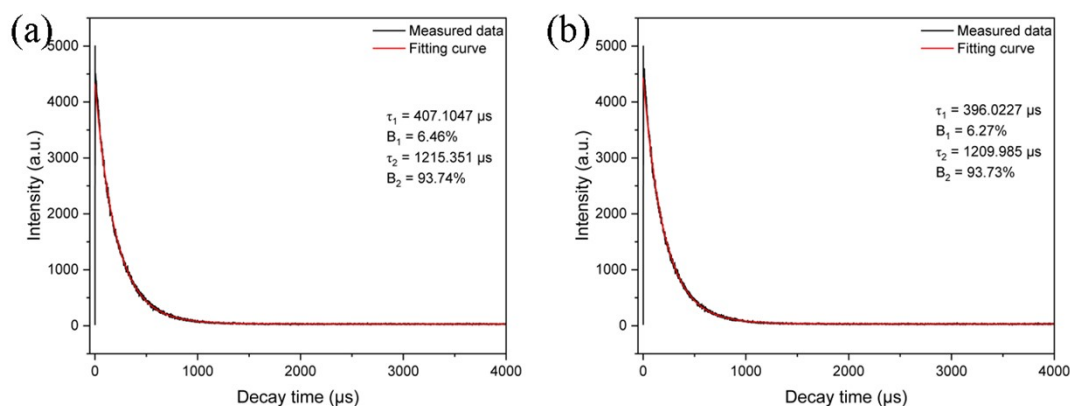 (a)
Measured data
Fitting curve
τ1 = 407.1047 μs
B1 = 6.46%
τ2 = 1215.351 μs
B2 = 93.74%
Intensity (a.u.)
5000
4000
3000
2000
1000
0
0 1000 2000 3000 4000
Decay time (μs)
(b)
Measured data
Fitting curve
τ1 = 396.0227 μs
B1 = 6.27%
τ2 = 1209.985 μs
B2 = 93.73%
Intensity (a.u.)
5000
4000
3000
2000
1000
0
0 1000 2000 3000 4000
Decay time (μs)